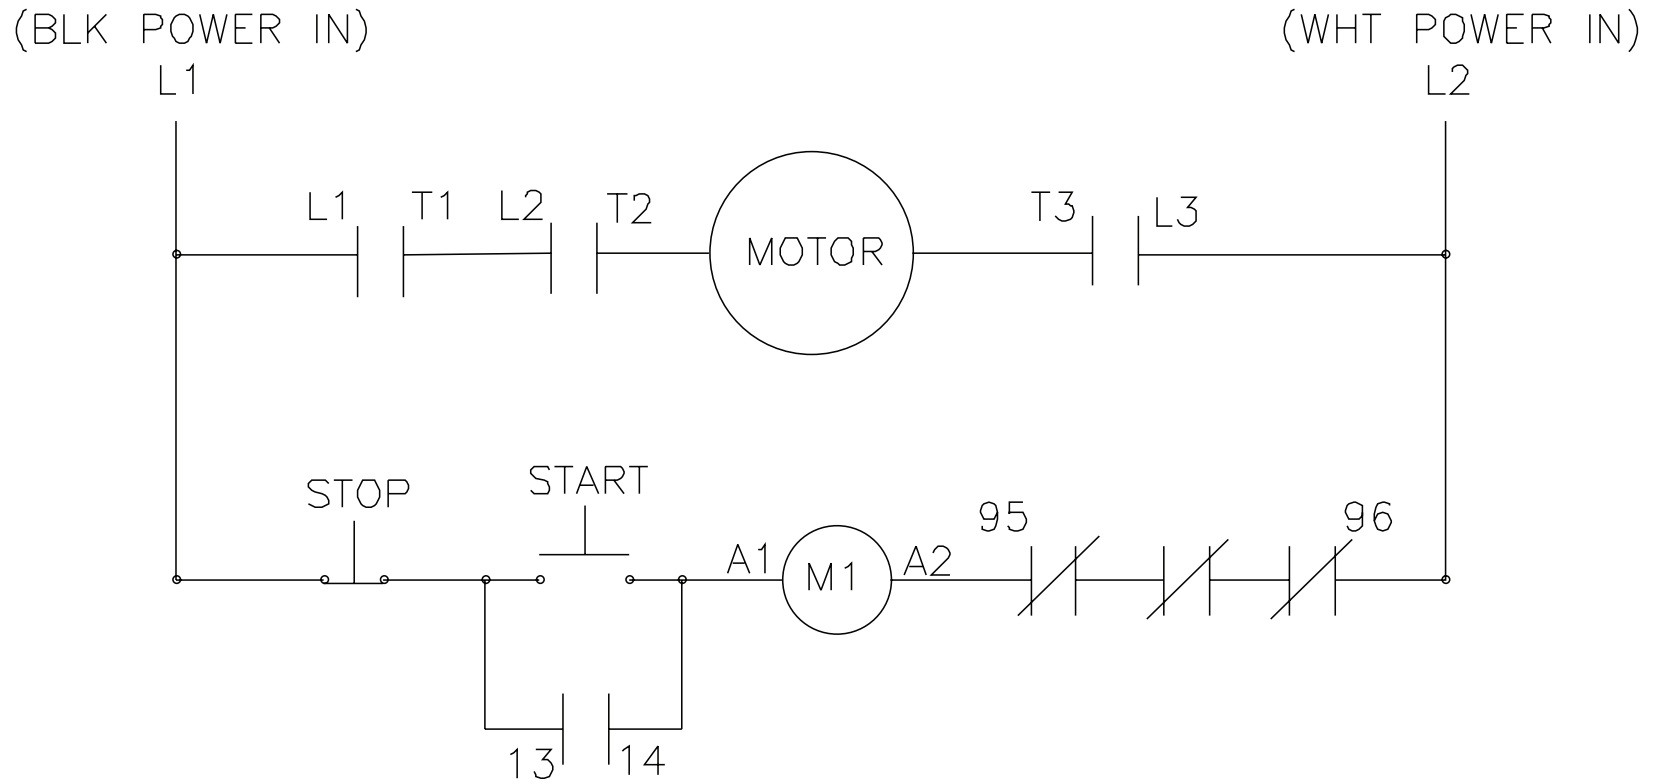 (BLK POWER IN)
L1
(WHT POWER IN)
L2
L1 T1 L2 T2
MOTOR
T3 L3
STOP
START
A1 M1 A2
95
96
13 14